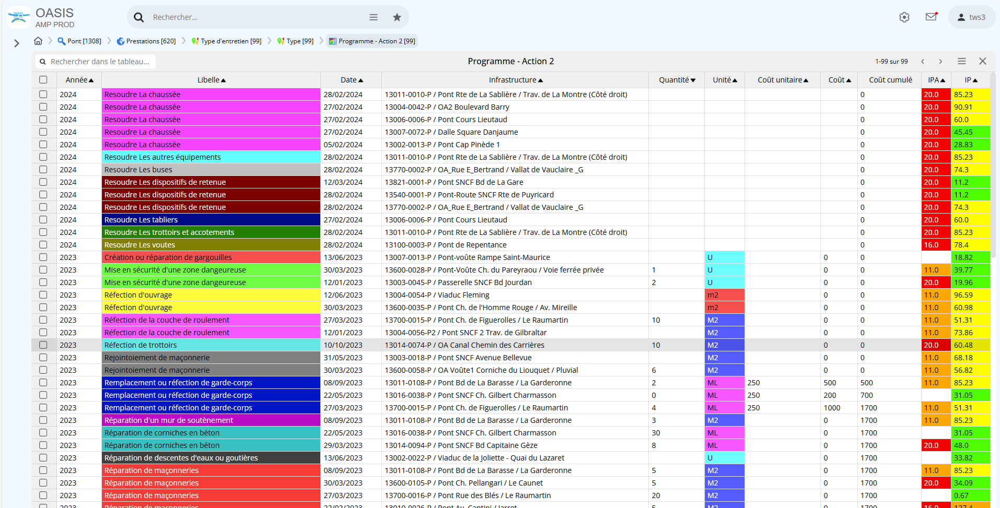 OASIS
AMP PROD
Rechercher...
tws3
Pont [1308] Prestations [620] Type d'entretien [99] Type [99] Programme - Action 2 [99]
Rechercher dans le tableau... Programme - Action 2 1-99 sur 99
Année▲ Libelle▲ Date▲ Infrastructure▲ Quantité▼ Unité▲ Coût unitaire▲ Coût▲ Coût cumulé IPA▲ IP▲
2024 Resoudre La chaussée 28/02/2024 13011-0010-P / Pont Rte de La Sablière / Trav. de La Montre (Côté droit) 0 20.0 85.23
2024 Resoudre La chaussée 27/02/2024 13004-0042-P / OA2 Boulevard Barry 0 20.0 90.91
2024 Resoudre La chaussée 27/02/2024 13006-0006-P / Pont Cours Lieutaud 0 20.0 60.0
2024 Resoudre La chaussée 27/02/2024 13007-0072-P / Dalle Square Danjaume 0 20.0 45.45
2024 Resoudre La chaussée 05/02/2024 13002-0013-P / Pont Cap Pinède 1 0 20.0 28.83
2024 Resoudre Les autres équipements 28/02/2024 13011-0010-P / Pont Rte de La Sablière / Trav. de La Montre (Côté droit) 0 20.0 85.23
2024 Resoudre Les buses 28/02/2024 13770-0002-P / OA_Rue E_Bertrand / Vallat de Vauclaire _G 0 20.0 74.3
2024 Resoudre Les dispositifs de retenue 12/03/2024 13821-0001-P / Pont SNCF Bd de La Gare 0 20.0 11.2
2024 Resoudre Les dispositifs de retenue 28/02/2024 13540-0001-P / Pont-Route SNCF Rte de Puyricard 0 20.0 11.2
2024 Resoudre Les dispositifs de retenue 28/02/2024 13770-0002-P / OA_Rue E_Bertrand / Vallat de Vauclaire _G 0 20.0 74.3
2024 Resoudre Les tabliers 27/02/2024 13006-0006-P / Pont Cours Lieutaud 0 20.0 60.0
2024 Resoudre Les trottoirs et accotements 28/02/2024 13011-0010-P / Pont Rte de La Sablière / Trav. de La Montre (Côté droit) 0 20.0 85.23
2024 Resoudre Les voutes 28/02/2024 13100-0003-P / Pont de Repentance 0 16.0 78.4
2023 Création ou réparation de gargouilles 13/06/2023 13007-0013-P / Pont-voûte Rampe Saint-Maurice U 0 0 18.82
2023 Mise en sécurité d'une zone dangeureuse 30/03/2023 13600-0028-P / Pont-Voûte Ch. du Pareyraou / Voie ferrée privée 1 U 0 0 11.0 39.77
2023 Mise en sécurité d'une zone dangeureuse 12/01/2023 13003-0045-P / Passerelle SNCF Bd Jourdan 2 U 0 0 20.0 19.96
2023 Réfection d'ouvrage 12/06/2023 13004-0054-P / Viaduc Fleming m2 0 0 11.0 96.59
2023 Réfection d'ouvrage 30/03/2023 13600-0035-P / Pont Ch. de l'Homme Rouge / Av. Mireille m2 0 0 11.0 60.98
2023 Réfection de la couche de roulement 27/03/2023 13700-0015-P / Pont Ch. de Figuerolles / Le Raumartin 10 M2 0 0 11.0 51.31
2023 Réfection de la couche de roulement 12/01/2023 13004-0056-P2 / Pont SNCF 2 Trav. de Gilbraltar M2 0 0 11.0 73.86
2023 Réfection de trottoirs 10/10/2023 13014-0074-P / OA Canal Chemin des Carrières 10 M2 0 0 20.0 60.48
2023 Rejointoiement de maçonnerie 31/05/2023 13003-0018-P / Pont SNCF Avenue Bellevue M2 0 0 11.0 68.18
2023 Rejointoiement de maçonnerie 30/03/2023 13600-0058-P / OA Voûte1 Corniche du Liouquet / Pluvial 6 M2 0 0 11.0 56.82
2023 Remplacement ou réfection de garde-corps 08/09/2023 13011-0108-P / Pont Bd de La Barasse / La Garderonne 2 ML 250 500 500 11.0 85.23
2023 Remplacement ou réfection de garde-corps 22/05/2023 13016-0038-P / Pont SNCF Ch. Gilbert Charmasson 0 ML 250 200 700 31.05
2023 Remplacement ou réfection de garde-corps 27/03/2023 13700-0015-P / Pont Ch. de Figuerolles / Le Raumartin 4 ML 250 1000 1700 11.0 51.31
2023 Réparation d'un mur de soutènement 08/09/2023 13011-0108-P / Pont Bd de La Barasse / La Garderonne 3 M2 0 1700 11.0 85.23
2023 Réparation de corniches en béton 22/05/2023 13016-0038-P / Pont SNCF Ch. Gilbert Charmasson 30 ML 0 1700 31.05
2023 Réparation de corniches en béton 29/03/2023 13014-0094-P / Pont SNCF Bd Capitaine Gèze 8 ML 0 1700 20.0 48.0
2023 Réparation de descentes d'eaux ou goutières 13/06/2023 13002-0022-P / Viaduc de la Joliette - Quai du Lazaret U 0 1700 33.82
2023 Réparation de maçonneries 08/09/2023 13011-0108-P / Pont Bd de La Barasse / La Garderonne 5 M2 0 1700 11.0 85.23
2023 Réparation de maçonneries 30/03/2023 13600-0105-P / Pont Ch. Pellangari / Le Caunet 5 M2 0 1700 20.0 34.09
2023 Réparation de maçonneries 27/03/2023 13700-0016-P / Pont Rue des Blés / Le Raumartin 20 M2 0 1700 0.67
2023 Réparation de maçonneries 22/02/2023 13010-0026-P / Pont Av. Cantini / Jarret 5 M2 0 1700 16.0 127.4